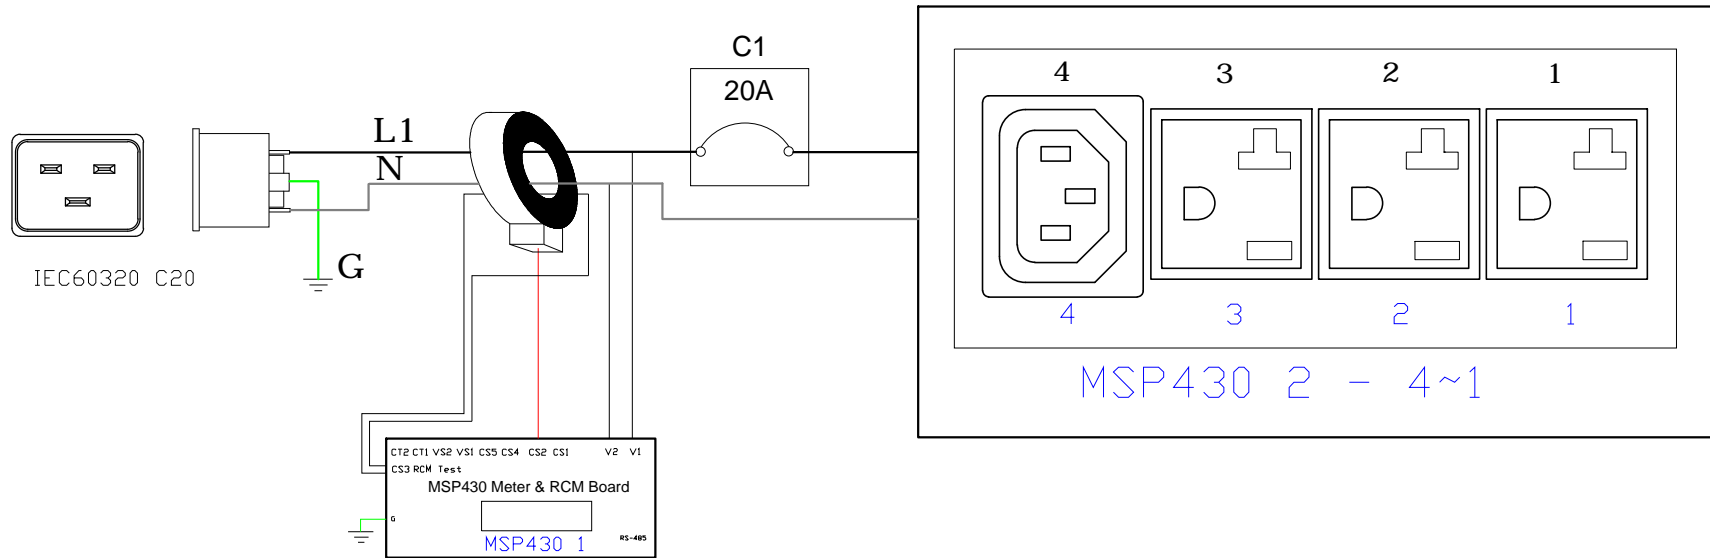 C1
20A
L1
N
G
IEC60320 C20
4 3 2 1
4 3 2 1
MSP430 2 - 4~1
CT2 CT1 VS2 VS1 CS5 CS4 CS2 CS1 V2 V1
CS3 RCM Test
MSP430 Meter & RCM Board
G
RS-485
MSP430 1